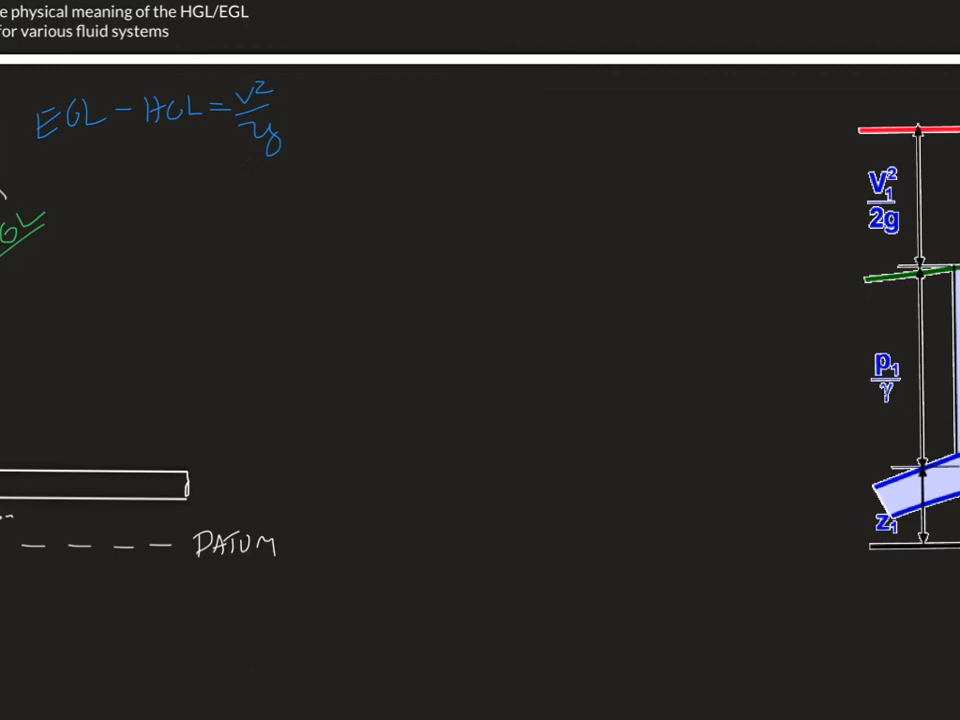 e physical meaning of the HGL/EGL
for various fluid systems
EGL - HGL = V²/2g
GL
V₁²/2g
p₁/γ
z₁
DATUM